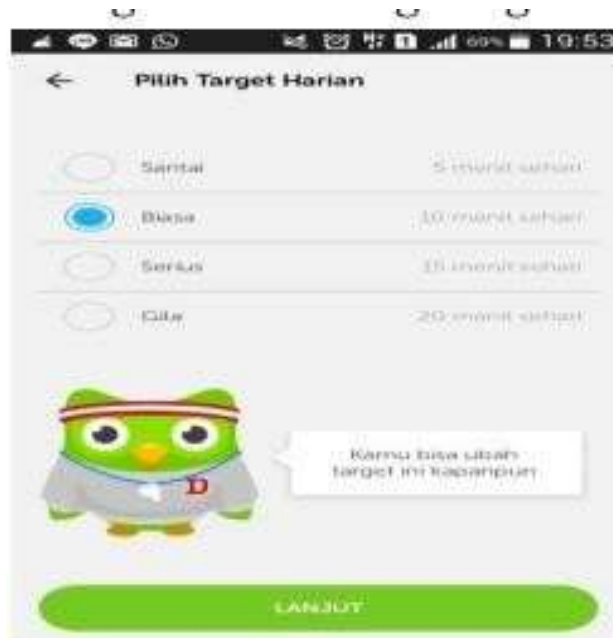 69% 19:53
Pilih Target Harian
Santai 5 menit sehari
Biasa 10 menit sehari
Serius 15 menit sehari
Gila 20 menit sehari
Kamu bisa ubah
target ini kapanpun
D
LANJUT